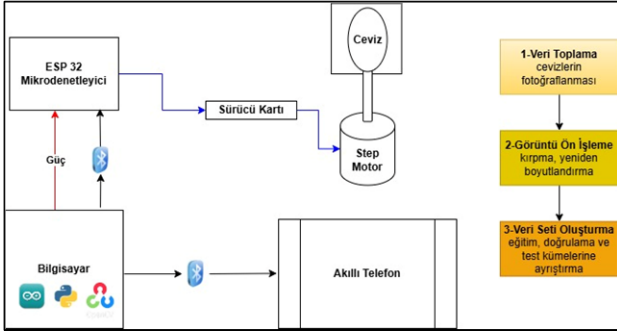 ESP 32
Mikrodenetleyici
Güç
Bilgisayar
Sürücü Kartı
Ceviz
Step
Motor
Akıllı Telefon
1-Veri Toplama
cevizlerin
fotoğraflanması
2-Görüntü Ön İşleme
kırpma, yeniden
boyutlandırma
3-Veri Seti Oluşturma
eğitim, doğrulama ve
test kümelerine
ayrıştırma